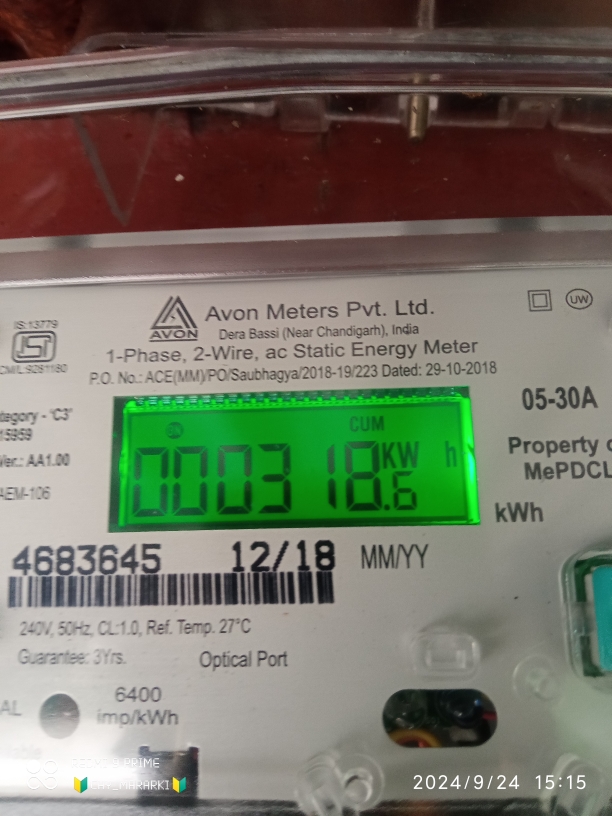 IS:13779
CM/L:9281180
AVON
Avon Meters Pvt. Ltd.
Dera Bassi (Near Chandigarh), India
1-Phase, 2-Wire, ac Static Energy Meter
P.O. No.: ACE(MM)/PO/Saubhagya/2018-19/223 Dated: 29-10-2018
UW
tegory - 'C3'
15959
Ver.: AA1.00
AEM-106
05-30A
Property o
MePDCL
CUM
000318.6 KW h
kWh
4683645 12/18 MM/YY
240V, 50Hz, CL:1.0, Ref. Temp. 27°C
Guarantee: 3Yrs. Optical Port
AL
6400
imp/kWh
2024/9/24 15:15